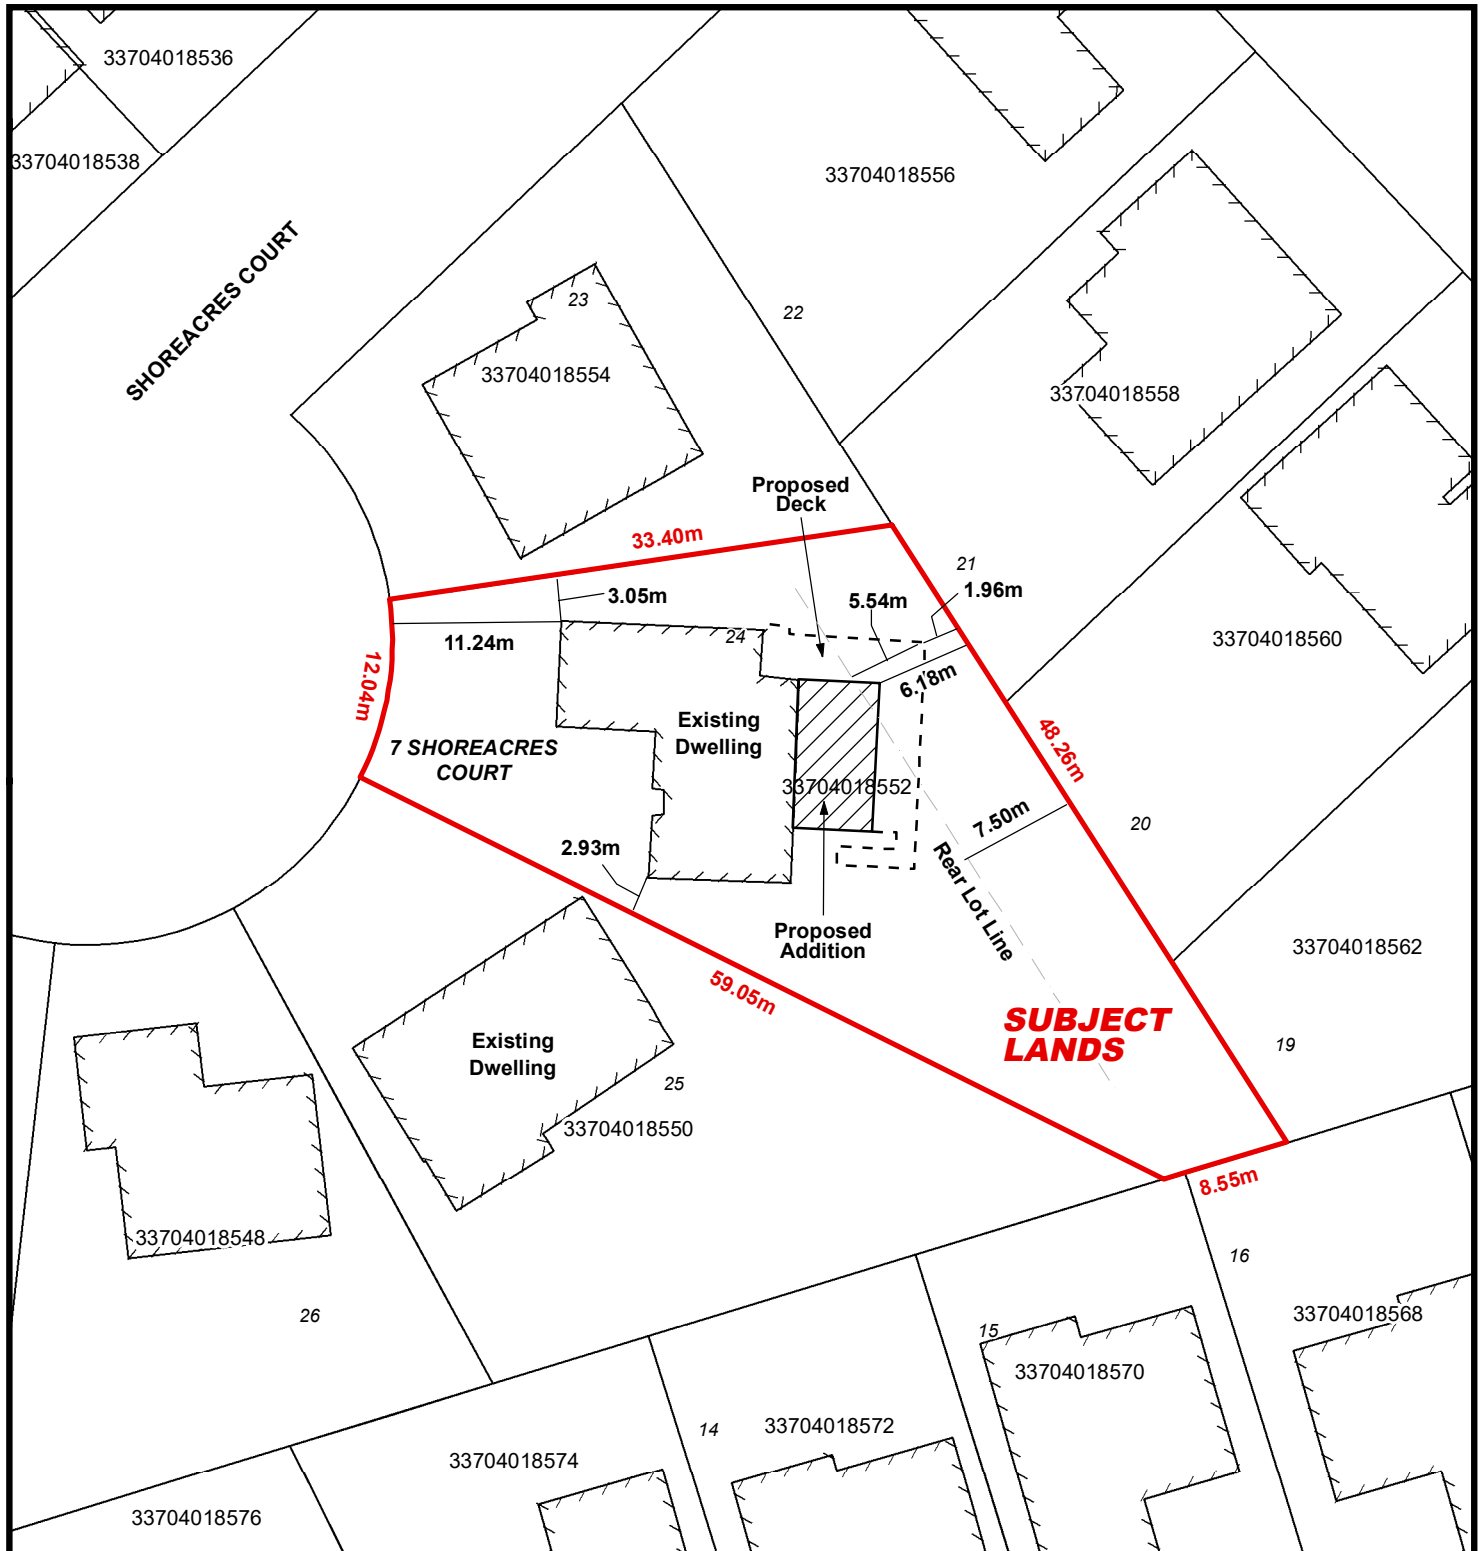 33704018536
33704018538
33704018556
SHOREACRES COURT
23
22
33704018554
33704018558
Proposed
Deck
33.40m
21
3.05m
5.54m
1.96m
24
11.24m
33704018560
6.18m
12.04m
Existing
Dwelling
48.26m
7 SHOREACRES
COURT
33704018552
7.50m
20
2.93m
Rear Lot Line
Proposed
Addition
33704018562
59.05m
SUBJECT
LANDS
Existing
Dwelling
19
25
33704018550
8.55m
33704018548
16
26
33704018568
15
33704018570
14
33704018572
33704018574
33704018576